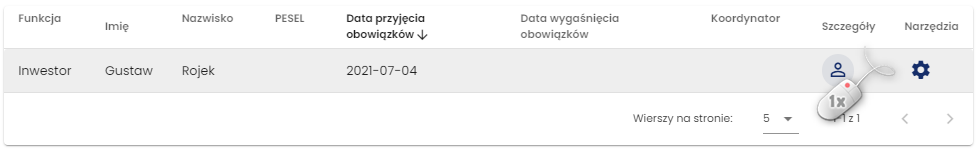 Funkcja Imię Nazwisko PESEL Data przyjęcia obowiązków Data wygaśnięcia obowiązków Koordynator Szczegóły Narzędzia
Inwestor Gustaw Rojek 2021-07-04
1x
Wierszy na stronie: 5 1 z 1